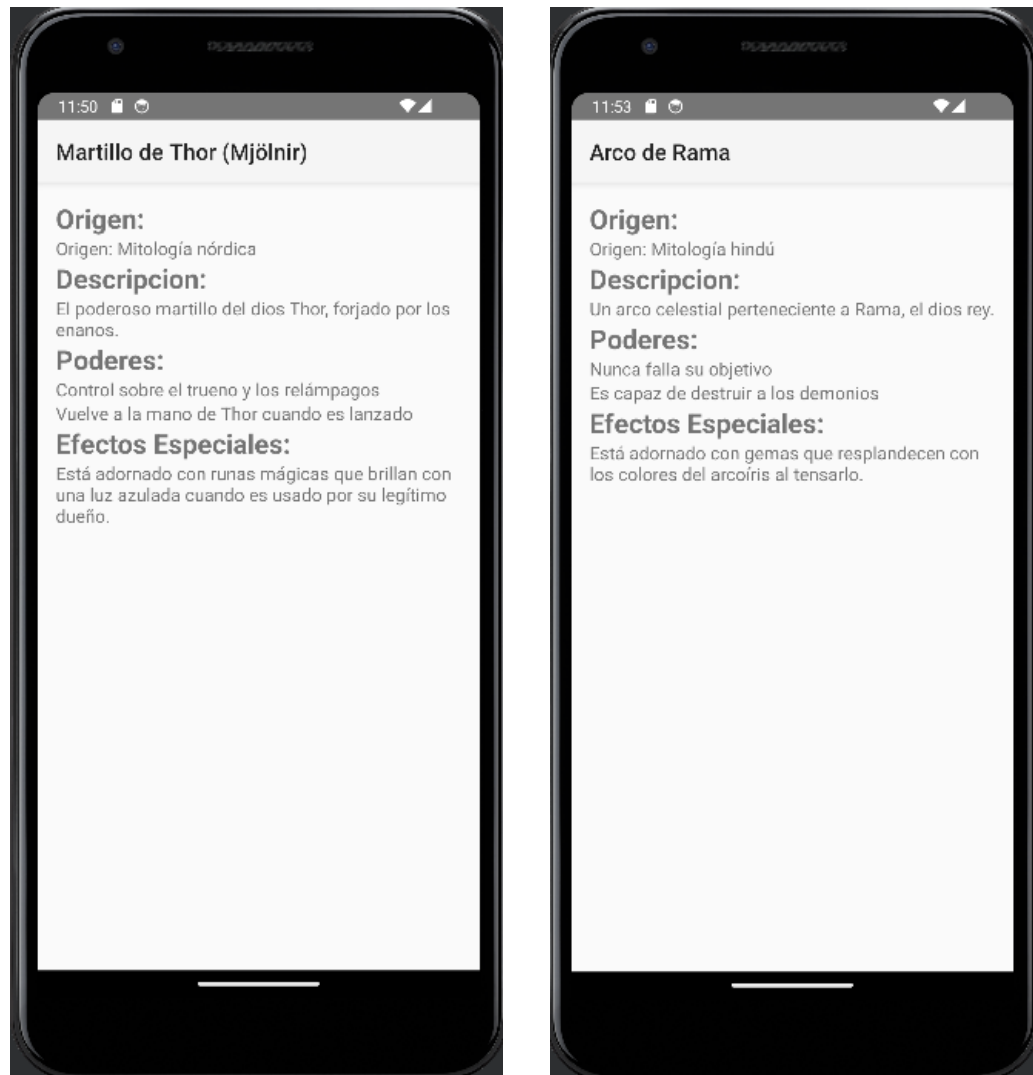 11:50
Martillo de Thor (Mjölnir)
Origen:
Origen: Mitología nórdica
Descripcion:
El poderoso martillo del dios Thor, forjado por los
enanos.
Poderes:
Control sobre el trueno y los relámpagos
Vuelve a la mano de Thor cuando es lanzado
Efectos Especiales:
Está adornado con runas mágicas que brillan con
una luz azulada cuando es usado por su legítimo
dueño.
11:53
Arco de Rama
Origen:
Origen: Mitología hindú
Descripcion:
Un arco celestial perteneciente a Rama, el dios rey.
Poderes:
Nunca falla su objetivo
Es capaz de destruir a los demonios
Efectos Especiales:
Está adornado con gemas que resplandecen con
los colores del arcoíris al tensarlo.